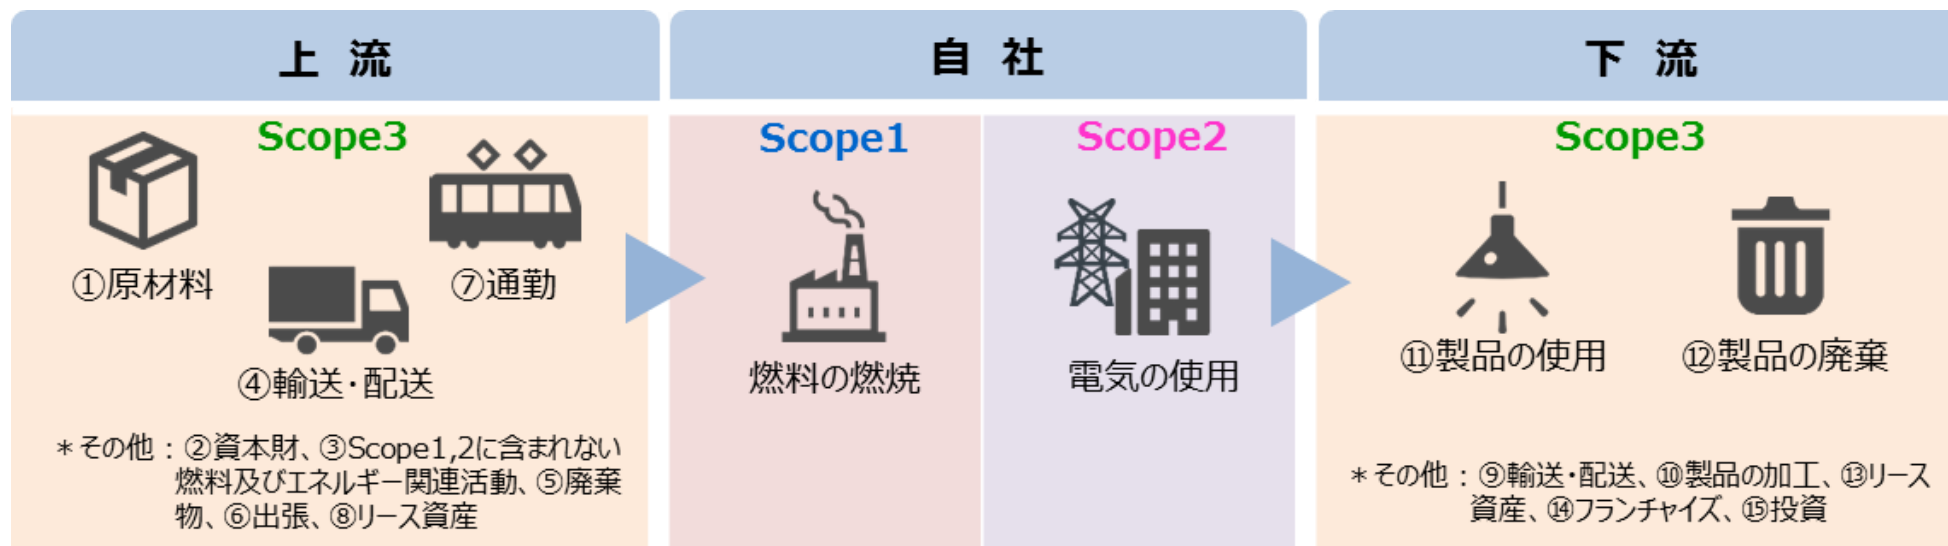 上 流
Scope3
①原材料
⑦通勤
④輸送・配送
＊その他：②資本財、③Scope1,2に含まれない
燃料及びエネルギー関連活動、⑤廃棄
物、⑥出張、⑧リース資産
自 社
Scope1
燃料の燃焼
Scope2
電気の使用
下 流
Scope3
⑪製品の使用
⑫製品の廃棄
＊その他：⑨輸送・配送、⑩製品の加工、⑬リース
資産、⑭フランチャイズ、⑮投資